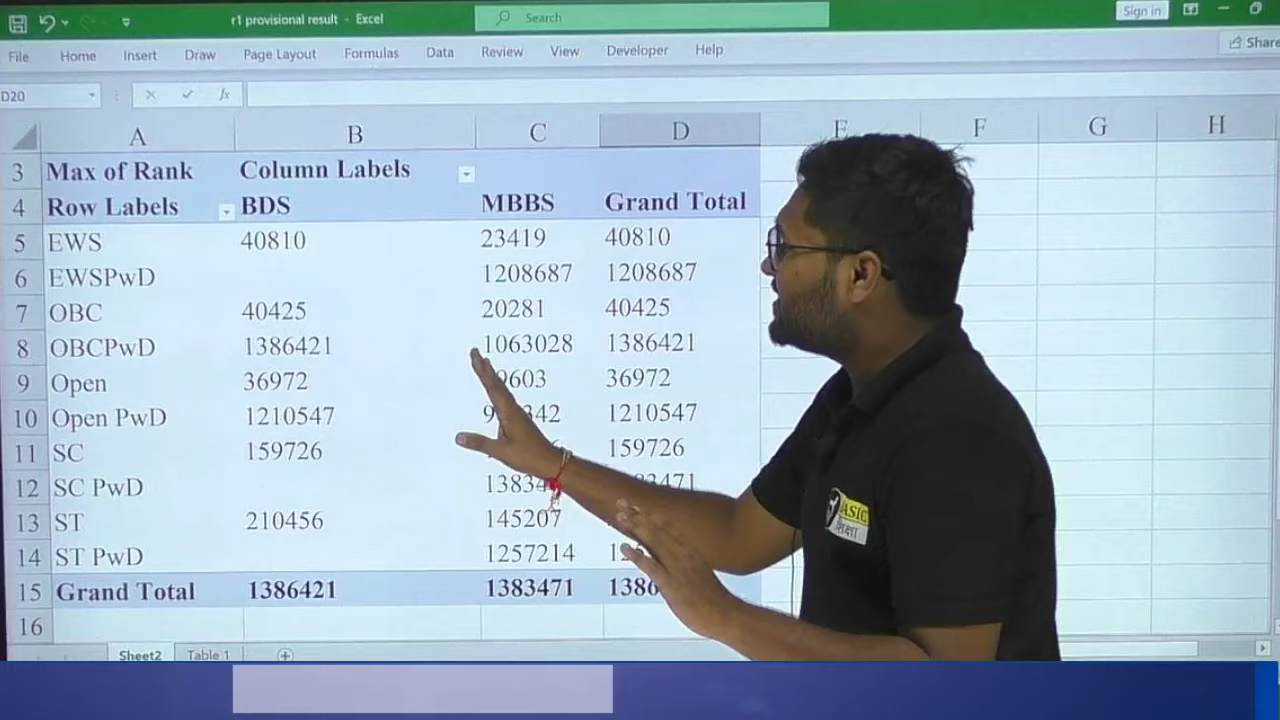 r1 provisional result - Excel
Search
Sign in
File Home Insert Draw Page Layout Formulas Data Review View Developer Help
Share
D20
fx
A B C D E F G H
3 Max of Rank Column Labels
4 Row Labels BDS MBBS Grand Total
5 EWS 40810 23419 40810
6 EWSPwD 1208687 1208687
7 OBC 40425 20281 40425
8 OBCPwD 1386421 1063028 1386421
9 Open 36972 36972
10 Open PwD 1210547 1210547
11 SC 159726 159726
12 SC PwD
13 ST 210456 145207
14 ST PwD 1257214
15 Grand Total 1386421 1383471
16
Sheet2 Table 1
शिक्षा